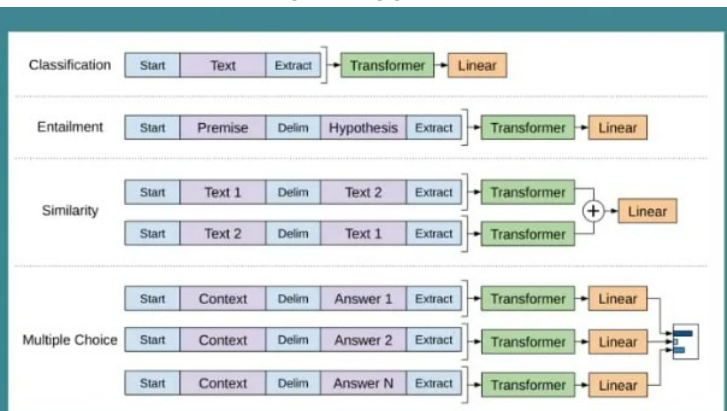 Classification Start Text Extract Transformer Linear
Entailment Start Premise Delim Hypothesis Extract Transformer Linear
Similarity
Start Text 1 Delim Text 2 Extract Transformer
+ Linear
Start Text 2 Delim Text 1 Extract Transformer
Start Context Delim Answer 1 Extract Transformer Linear
Multiple Choice Start Context Delim Answer 2 Extract Transformer Linear
Start Context Delim Answer N Extract Transformer Linear